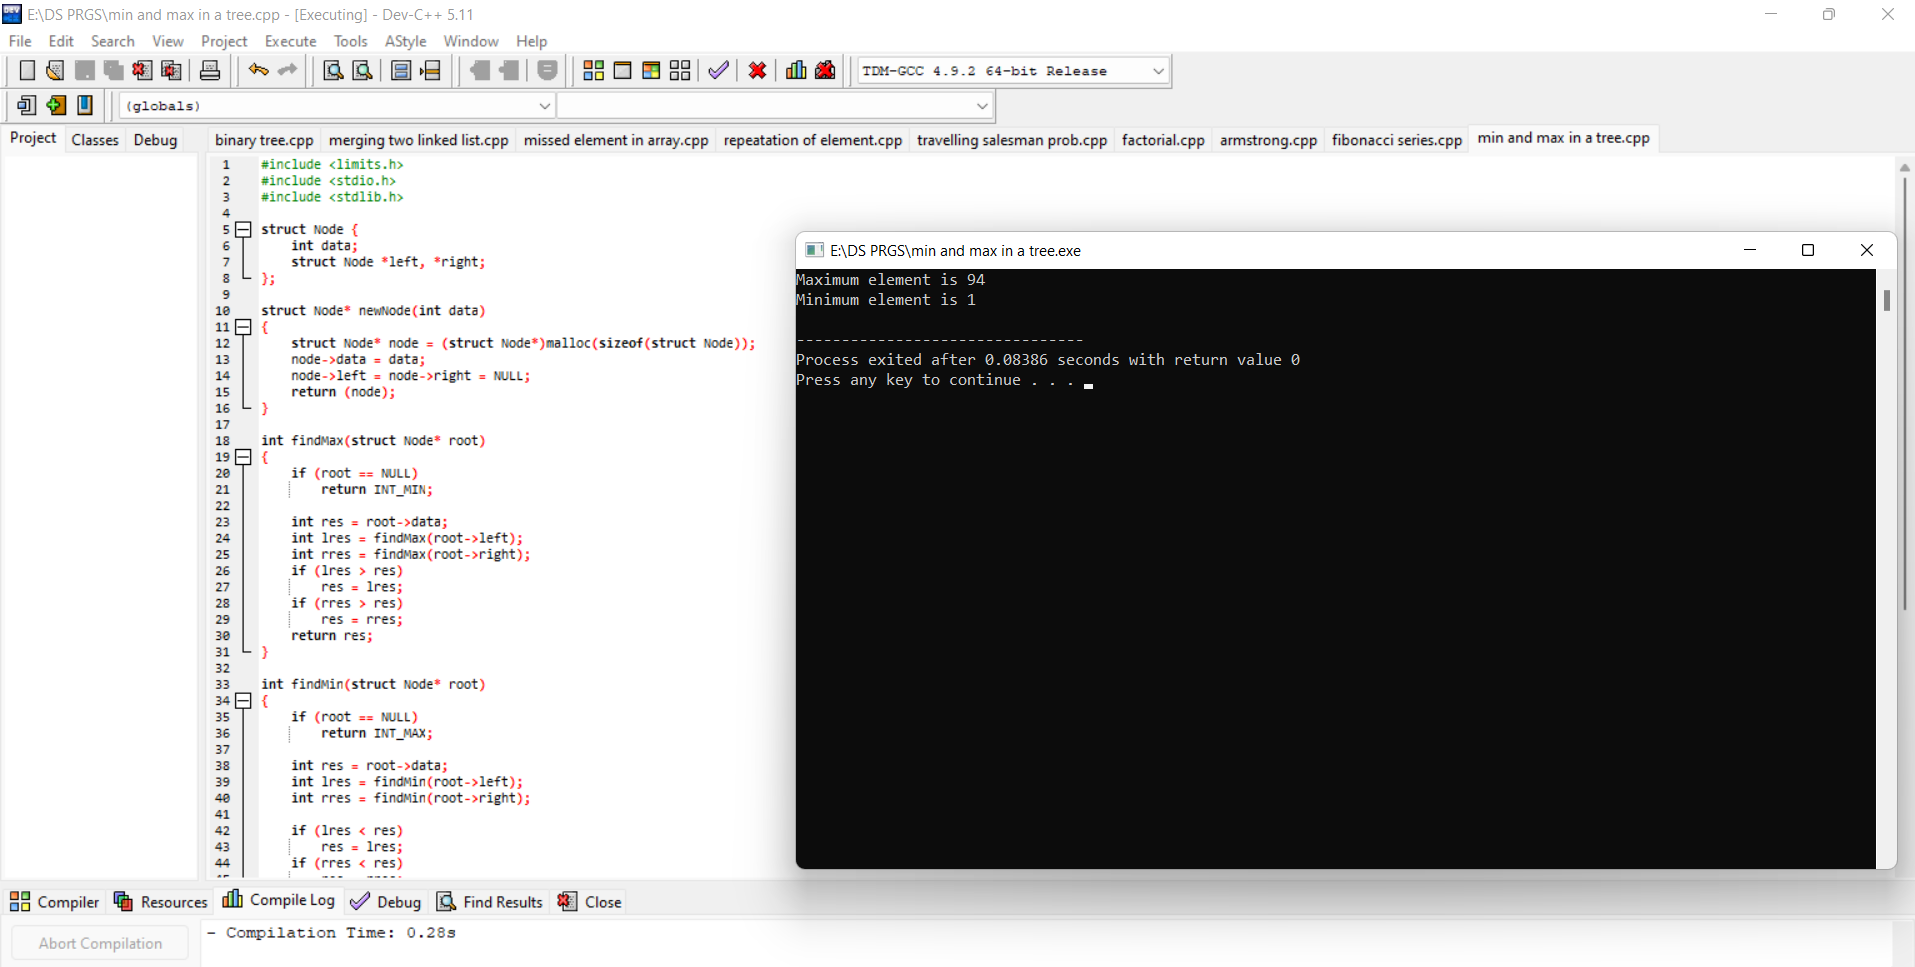 E:\DS PRGS\min and max in a tree.cpp - [Executing] - Dev-C++ 5.11
File Edit Search View Project Execute Tools AStyle Window Help
TDM-GCC 4.9.2 64-bit Release
(globals)
Project Classes Debug
binary tree.cpp merging two linked list.cpp missed element in array.cpp repeatation of element.cpp travelling salesman prob.cpp factorial.cpp armstrong.cpp fibonacci series.cpp min and max in a tree.cpp
1 #include <limits.h>
2 #include <stdio.h>
3 #include <stdlib.h>
4
5 struct Node {
6 int data;
7 struct Node *left, *right;
8 };
9
10 struct Node* newNode(int data)
11 {
12 struct Node* node = (struct Node*)malloc(sizeof(struct Node));
13 node->data = data;
14 node->left = node->right = NULL;
15 return (node);
16 }
17
18 int findMax(struct Node* root)
19 {
20 if (root == NULL)
21 return INT_MIN;
22
23 int res = root->data;
24 int lres = findMax(root->left);
25 int rres = findMax(root->right);
26 if (lres > res)
27 res = lres;
28 if (rres > res)
29 res = rres;
30 return res;
31 }
32
33 int findMin(struct Node* root)
34 {
35 if (root == NULL)
36 return INT_MAX;
37
38 int res = root->data;
39 int lres = findMin(root->left);
40 int rres = findMin(root->right);
41
42 if (lres < res)
43 res = lres;
44 if (rres < res)
E:\DS PRGS\min and max in a tree.exe
Maximum element is 94
Minimum element is 1
--------------------------------
Process exited after 0.08386 seconds with return value 0
Press any key to continue . . .
Compiler Resources Compile Log Debug Find Results Close
Abort Compilation
- Compilation Time: 0.28s